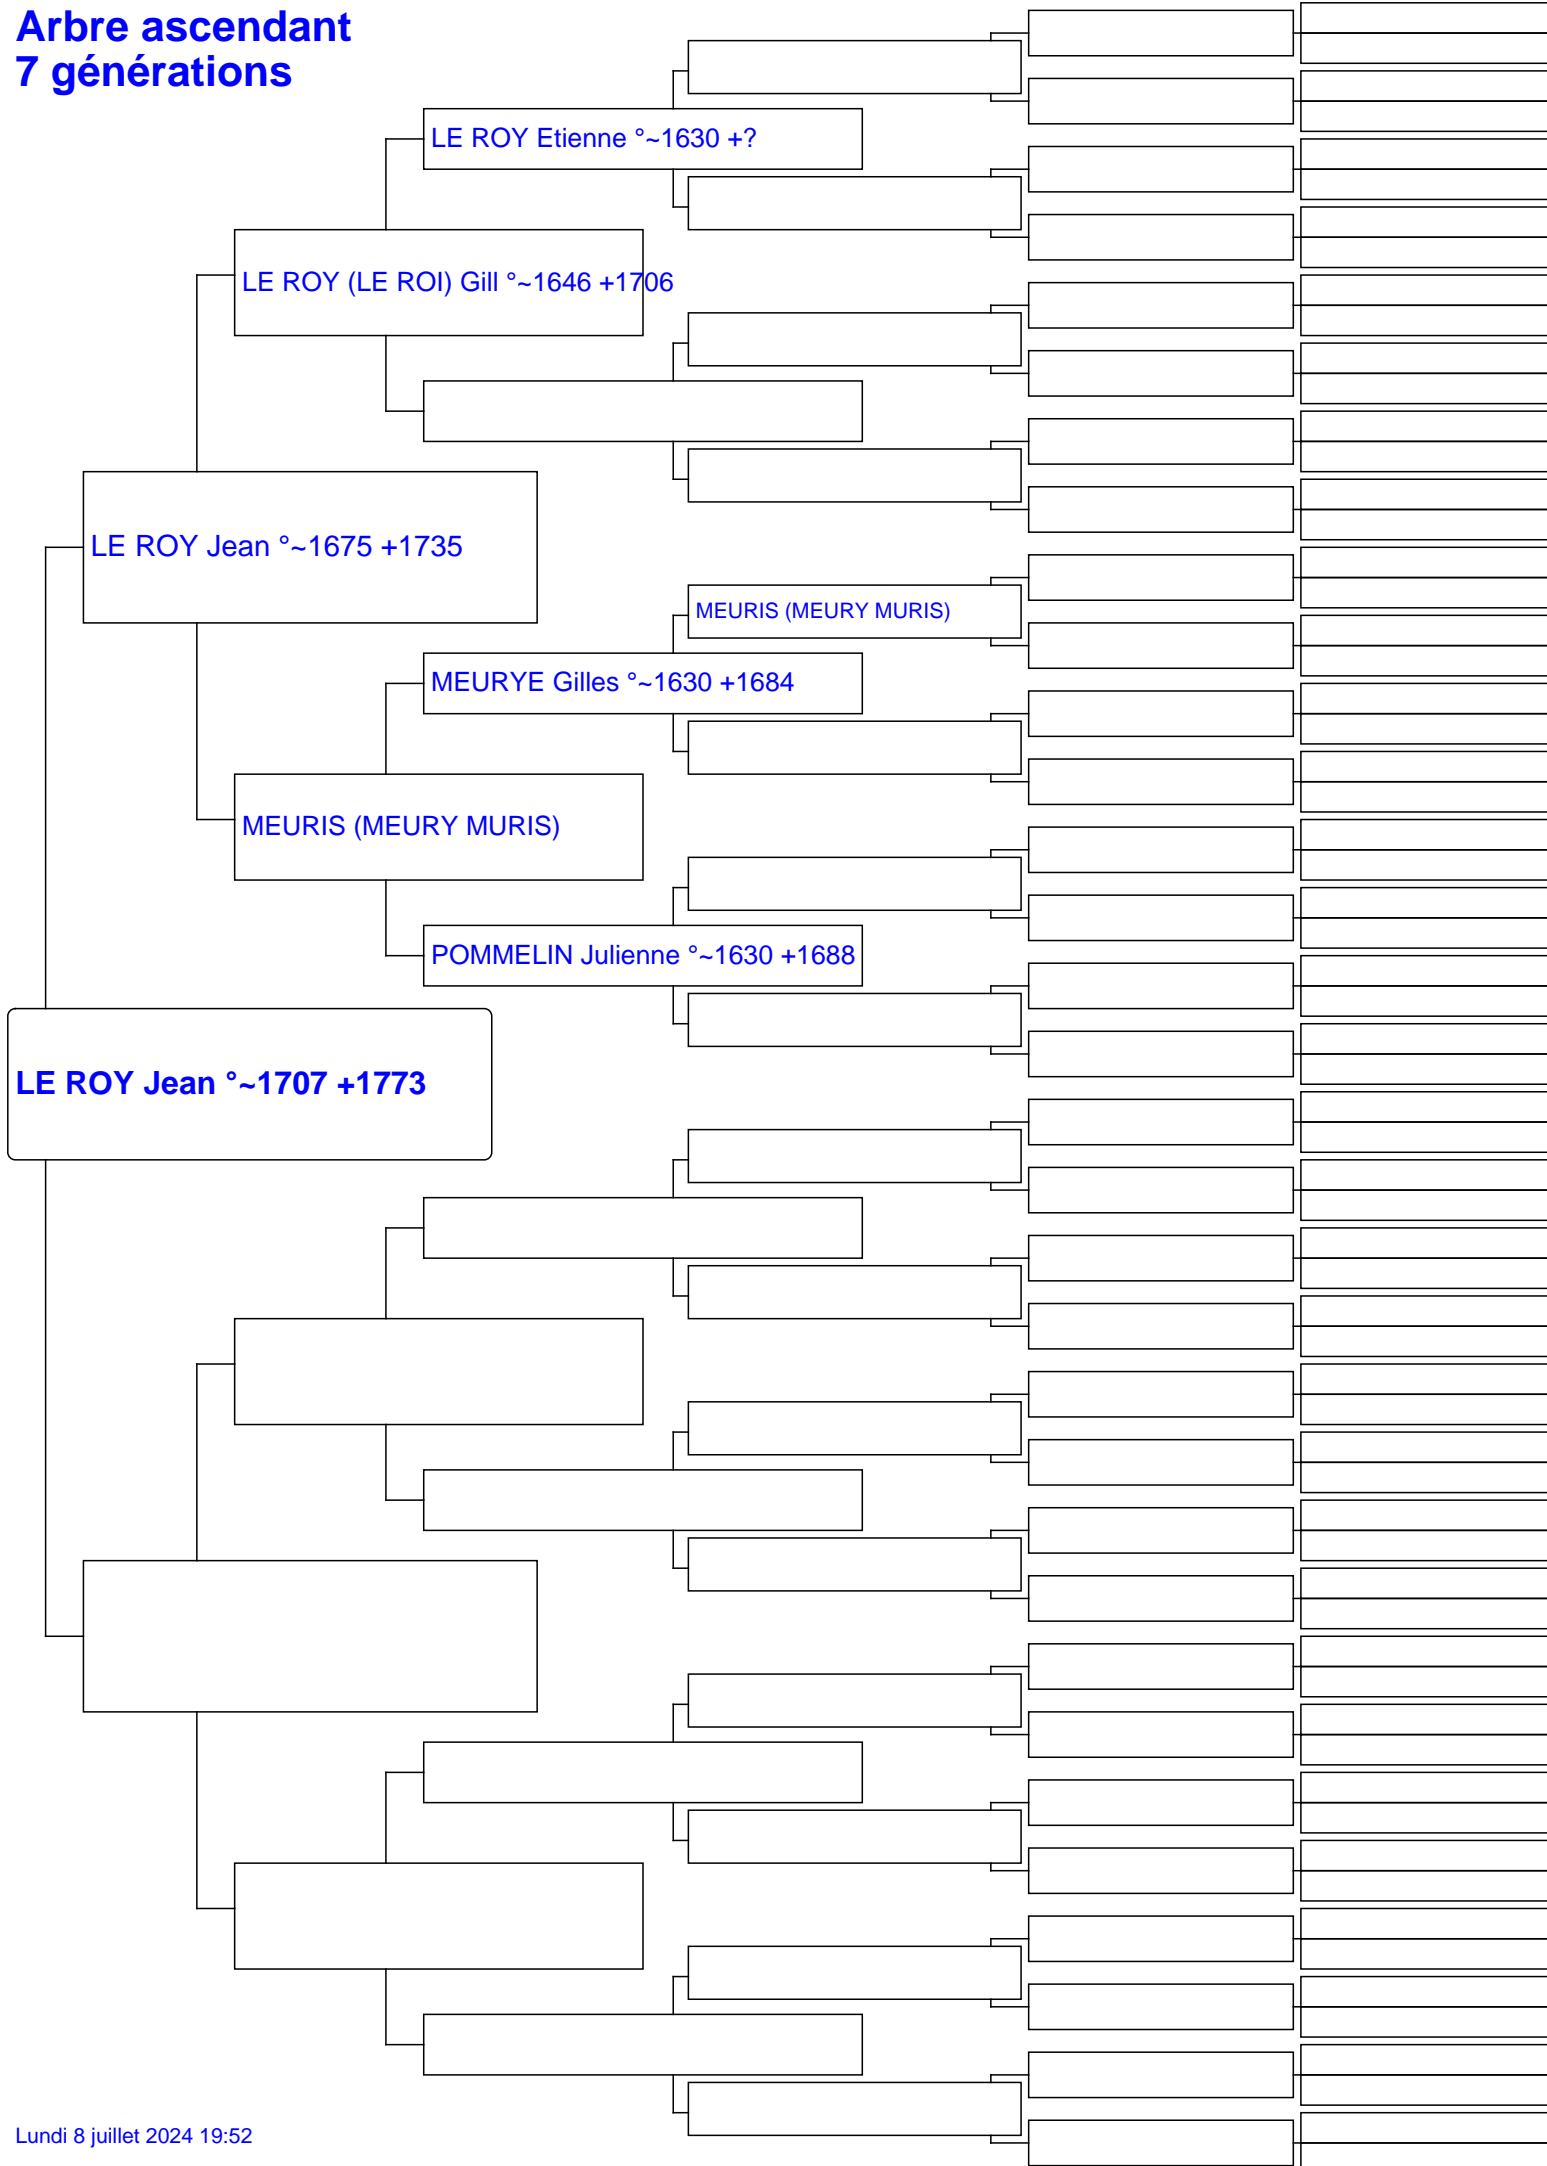 Arbre ascendant
7 générations
LE ROY Etienne °~1630 +?
LE ROY (LE ROI) Gill °~1646 +1706
LE ROY Jean °~1675 +1735
MEURIS (MEURY MURIS)
MEURYE Gilles °~1630 +1684
MEURIS (MEURY MURIS)
POMMELIN Julienne °~1630 +1688
LE ROY Jean °~1707 +1773
Lundi 8 juillet 2024 19:52